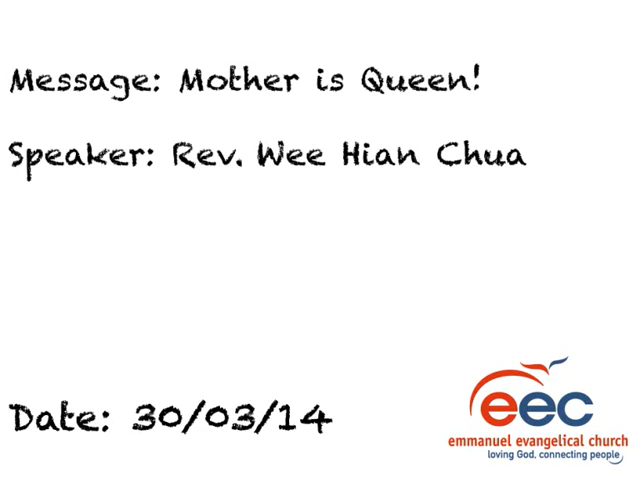 Message: Mother is Queen!
Speaker: Rev. Wee Hian Chua
Date: 30/03/14
eec
emmanuel evangelical church
loving God, connecting people